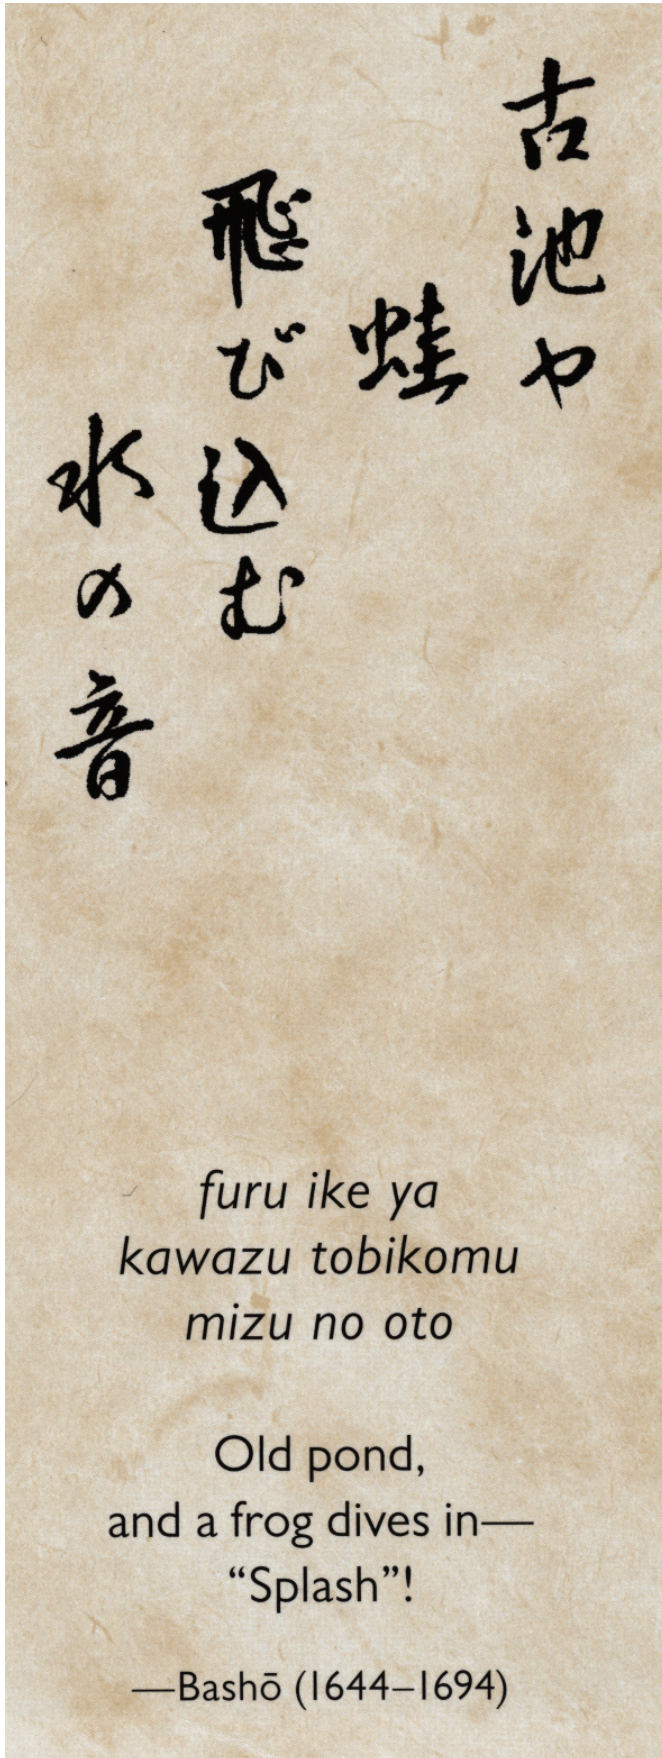 古池や
蛙
飛び込む
水の音
furu ike ya
kawazu tobikomu
mizu no oto
Old pond,
and a frog dives in—
“Splash”!
—Bashō (1644–1694)